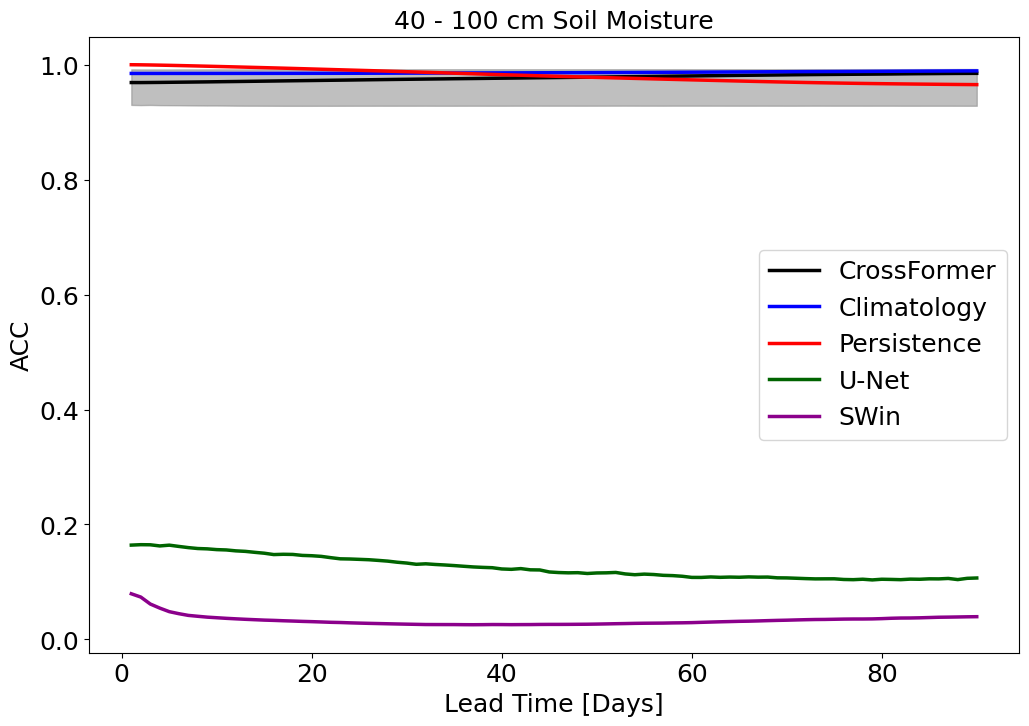 40 - 100 cm Soil Moisture
ACC
1.0
0.8
0.6
0.4
0.2
0.0
CrossFormer
Climatology
Persistence
U-Net
SWin
0 20 40 60 80
Lead Time [Days]